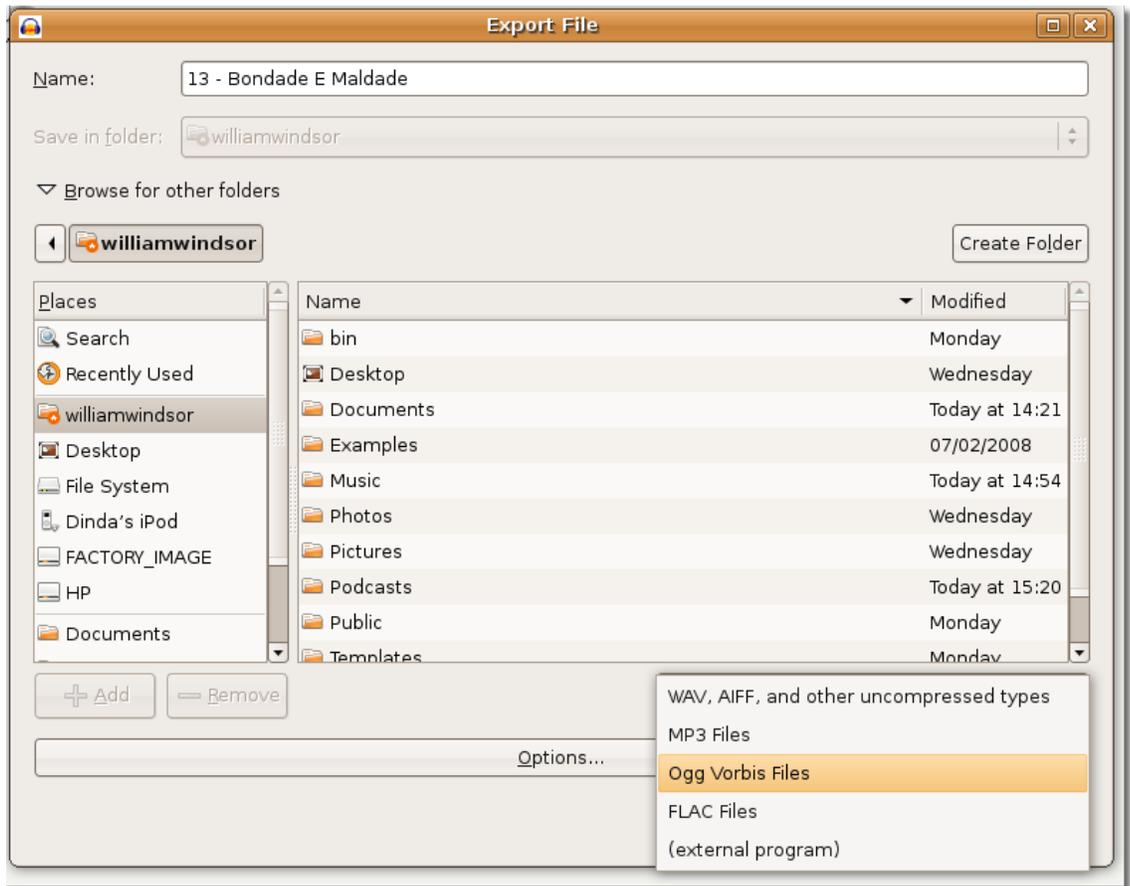 Export File
Name: 13 - Bondade E Maldade
Save in folder: williamwindsor
Browse for other folders
williamwindsor
Create Folder
Places
Search
Recently Used
williamwindsor
Desktop
File System
Dinda's iPod
FACTORY_IMAGE
HP
Documents
Name Modified
bin Monday
Desktop Wednesday
Documents Today at 14:21
Examples 07/02/2008
Music Today at 14:54
Photos Wednesday
Pictures Wednesday
Podcasts Today at 15:20
Public Monday
Templates Monday
Add Remove
Options...
WAV, AIFF, and other uncompressed types
MP3 Files
Ogg Vorbis Files
FLAC Files
(external program)